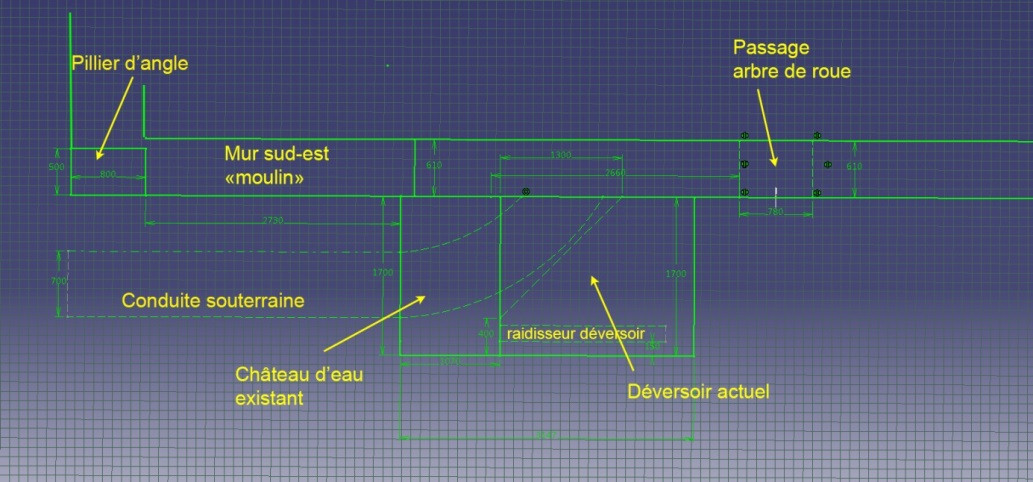 Passage
arbre de roue
Pillier d'angle
Mur sud-est
«moulin»
1300
610
2660
610
500
800
780
2730
700
1700
1700
Conduite souterraine
400
raidisseur déversoir
Château d'eau
existant
Déversoir actuel